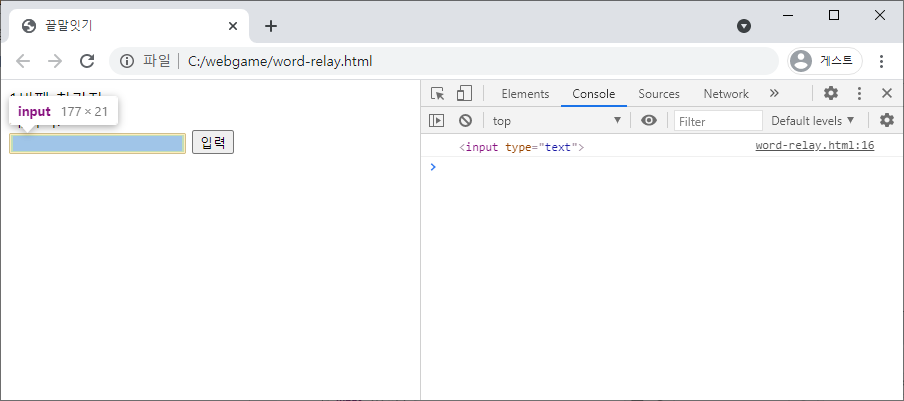 끝말잇기
파일 C:/webgame/word-relay.html 게스트
input 177 × 21
입력
Elements Console Sources Network
top Filter Default levels
<input type="text"> word-relay.html:16